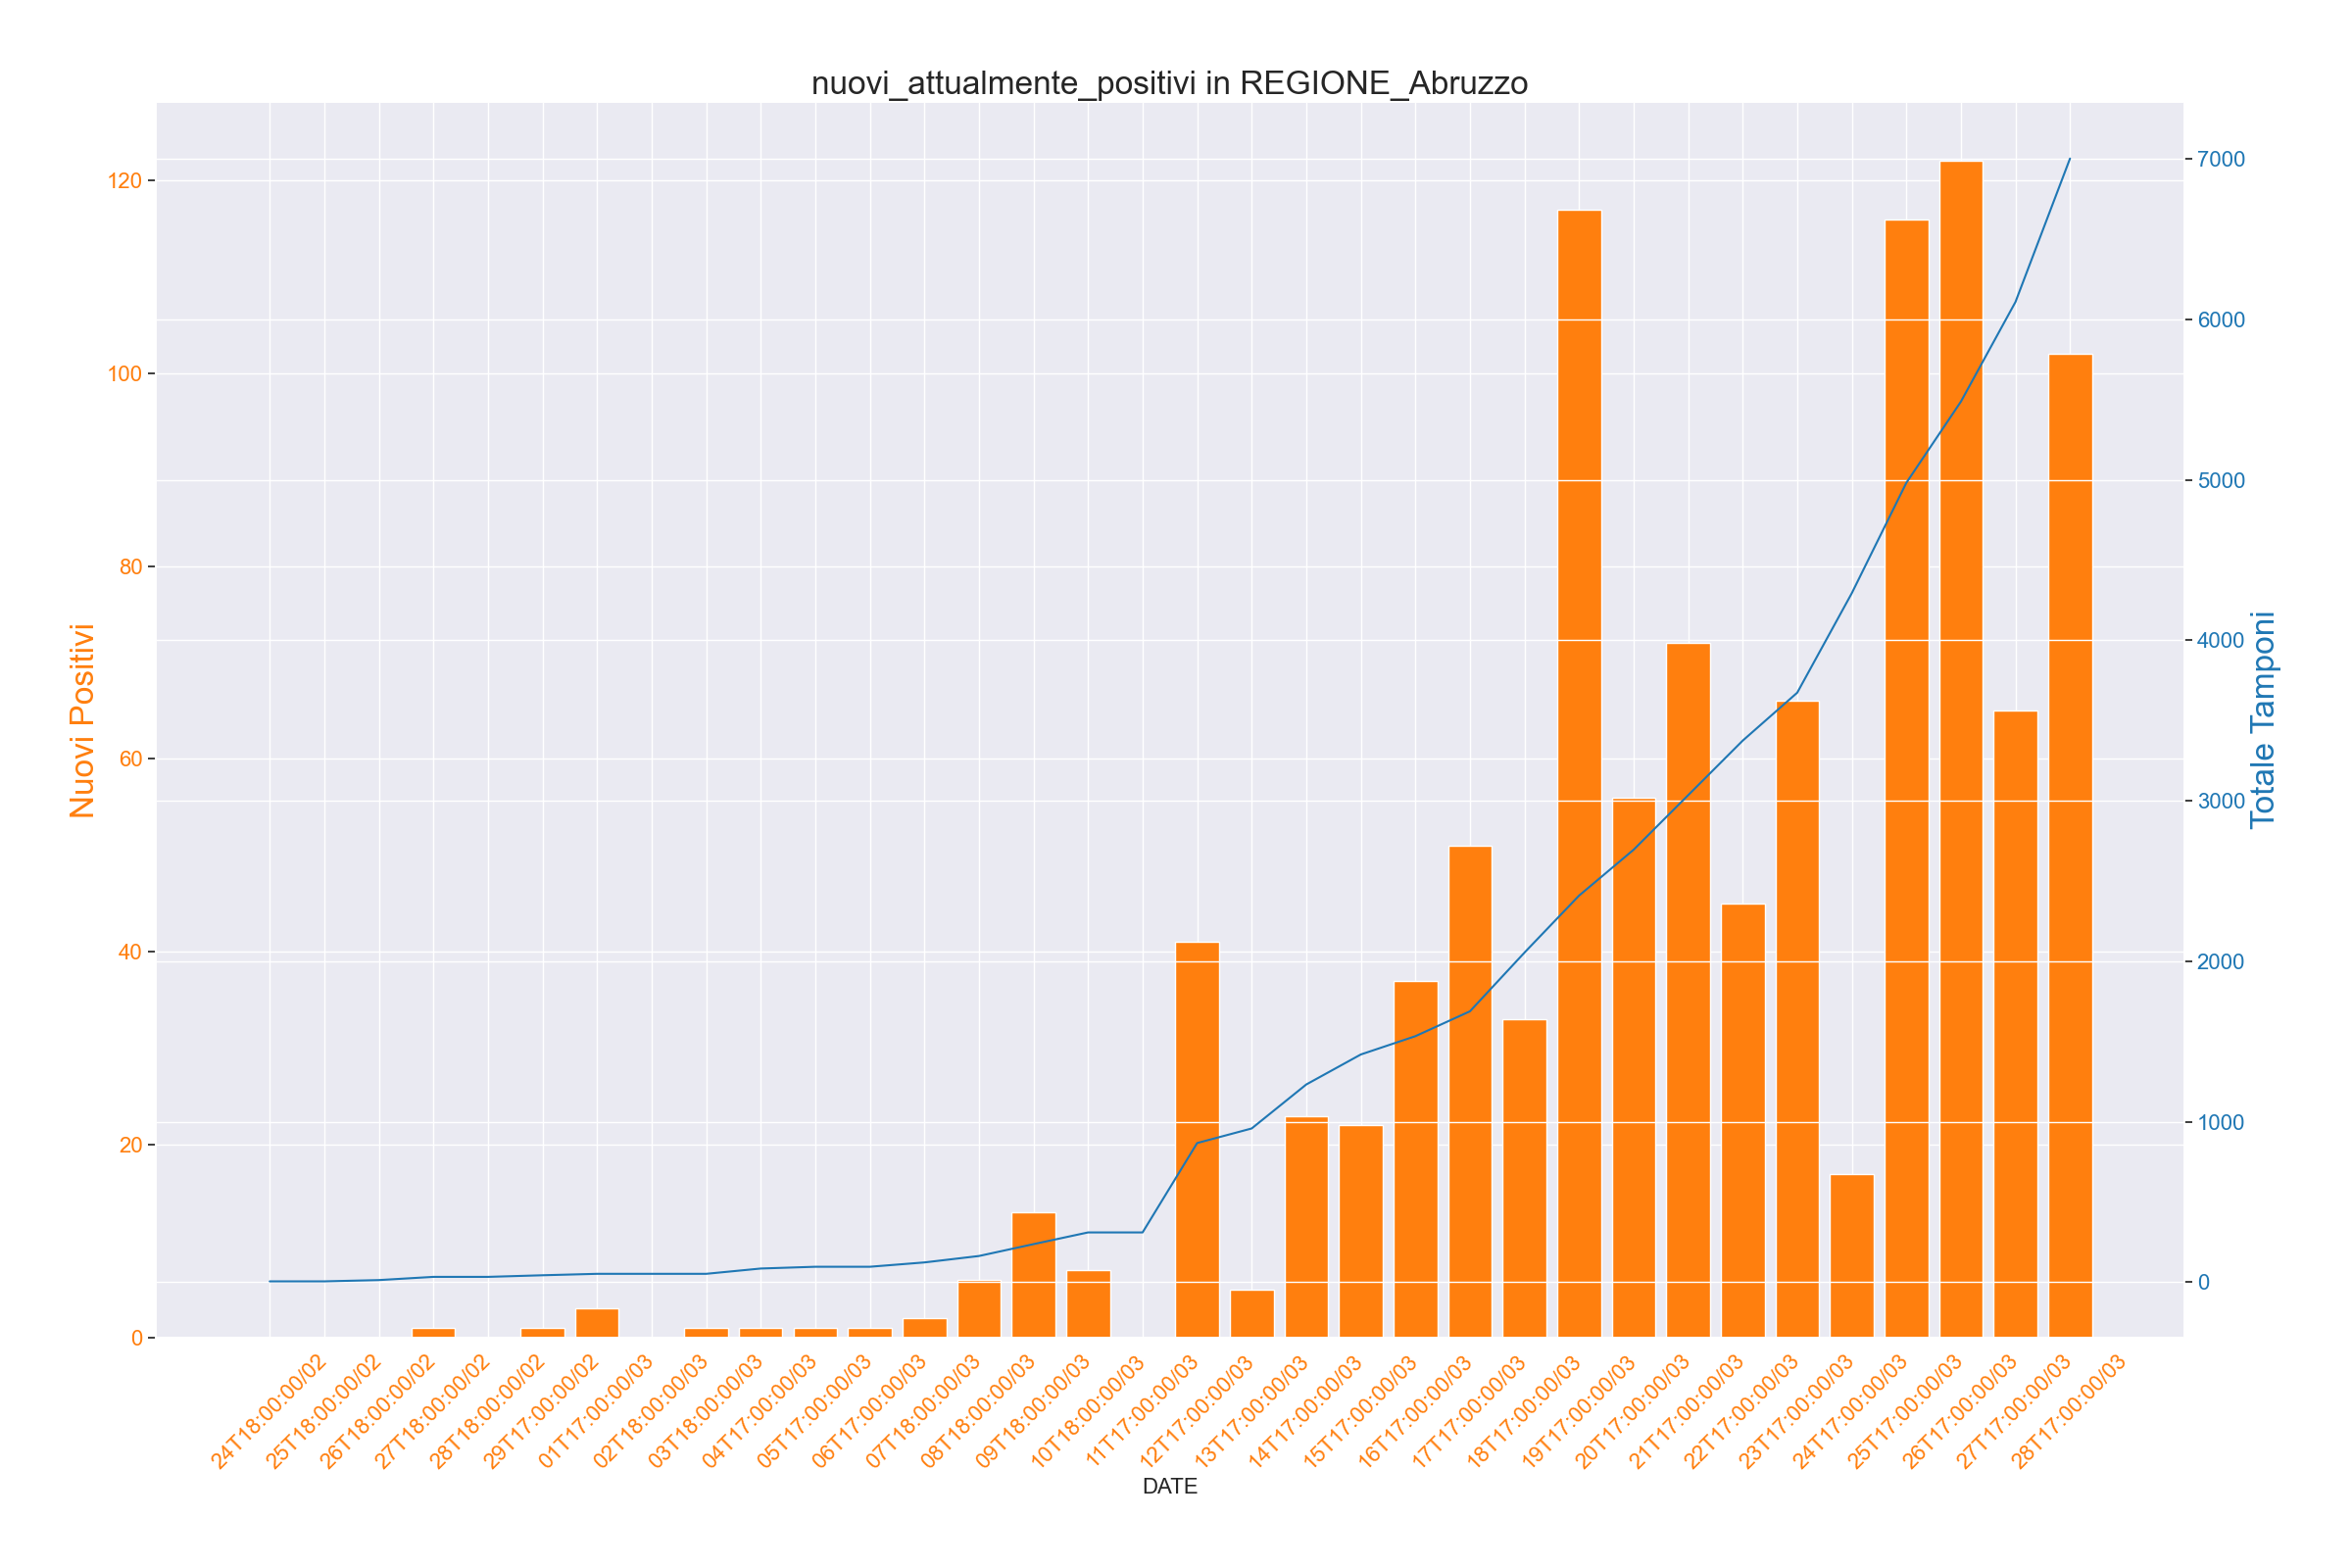 nuovi_attualmente_positivi in REGIONE_Abruzzo
120
100
80
60
40
20
0
Nuovi Positivi
7000
6000
5000
4000
3000
2000
1000
0
Totale Tamponi
24T18:00:00/02
25T18:00:00/02
26T18:00:00/02
27T18:00:00/02
28T18:00:00/02
29T17:00:00/02
01T17:00:00/03
02T18:00:00/03
03T18:00:00/03
04T17:00:00/03
05T17:00:00/03
06T17:00:00/03
07T18:00:00/03
08T18:00:00/03
09T18:00:00/03
10T18:00:00/03
11T17:00:00/03
12T17:00:00/03
13T17:00:00/03
14T17:00:00/03
15T17:00:00/03
16T17:00:00/03
17T17:00:00/03
18T17:00:00/03
19T17:00:00/03
20T17:00:00/03
21T17:00:00/03
22T17:00:00/03
23T17:00:00/03
24T17:00:00/03
25T17:00:00/03
26T17:00:00/03
27T17:00:00/03
28T17:00:00/03
DATE